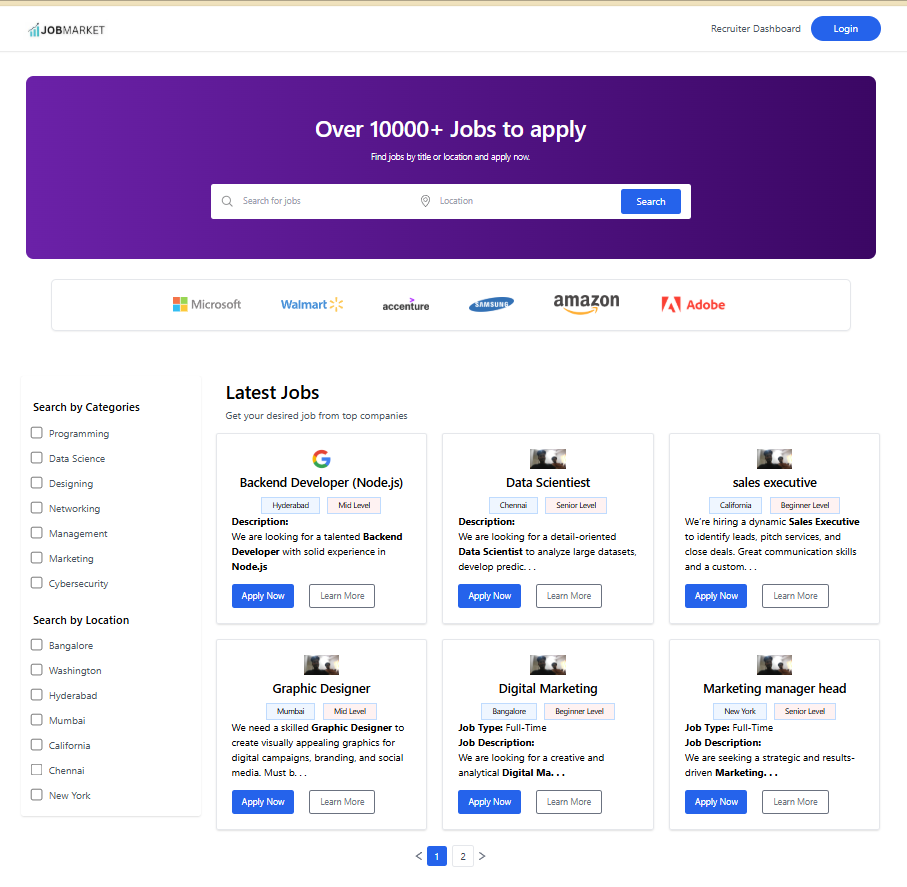 JOBMARKET
Recruiter Dashboard
Login
Over 10000+ Jobs to apply
Find jobs by title or location and apply now.
Search for jobs
Location
Search
Microsoft
Walmart
accenture
SAMSUNG
amazon
Adobe
Search by Categories
Programming
Data Science
Designing
Networking
Management
Marketing
Cybersecurity
Search by Location
Bangalore
Washington
Hyderabad
Mumbai
California
Chennai
New York
Latest Jobs
Get your desired job from top companies
Backend Developer (Node.js)
Hyderabad
Mid Level
Description:
We are looking for a talented Backend
Developer with solid experience in
Node.js
Apply Now
Learn More
Data Scientiest
Chennai
Senior Level
Description:
We are looking for a detail-oriented
Data Scientist to analyze large datasets,
develop predic. . .
Apply Now
Learn More
sales executive
California
Beginner Level
We're hiring a dynamic Sales Executive
to identify leads, pitch services, and
close deals. Great communication skills
and a custom. . .
Apply Now
Learn More
Graphic Designer
Mumbai
Mid Level
We need a skilled Graphic Designer to
create visually appealing graphics for
digital campaigns, branding, and social
media. Must b. . .
Apply Now
Learn More
Digital Marketing
Bangalore
Beginner Level
Job Type: Full-Time
Job Description:
We are looking for a creative and
analytical Digital Ma. . .
Apply Now
Learn More
Marketing manager head
New York
Senior Level
Job Type: Full-Time
Job Description:
We are seeking a strategic and results-
driven Marketing. . .
Apply Now
Learn More
< 1 2 >